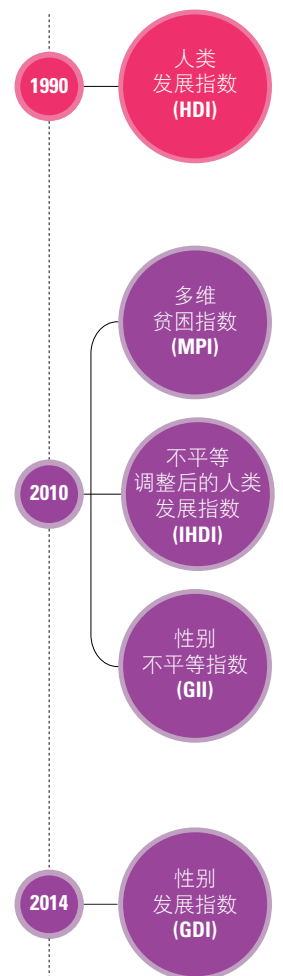 1990
人类
发展指数
(HDI)
多维
贫困指数
(MPI)
2010
不平等
调整后的人类
发展指数
(IHDI)
性别
不平等指数
(GII)
2014
性别
发展指数
(GDI)